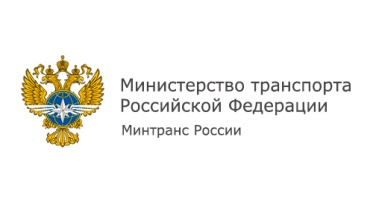 Министерство транспорта
Российской Федерации
Минтранс России